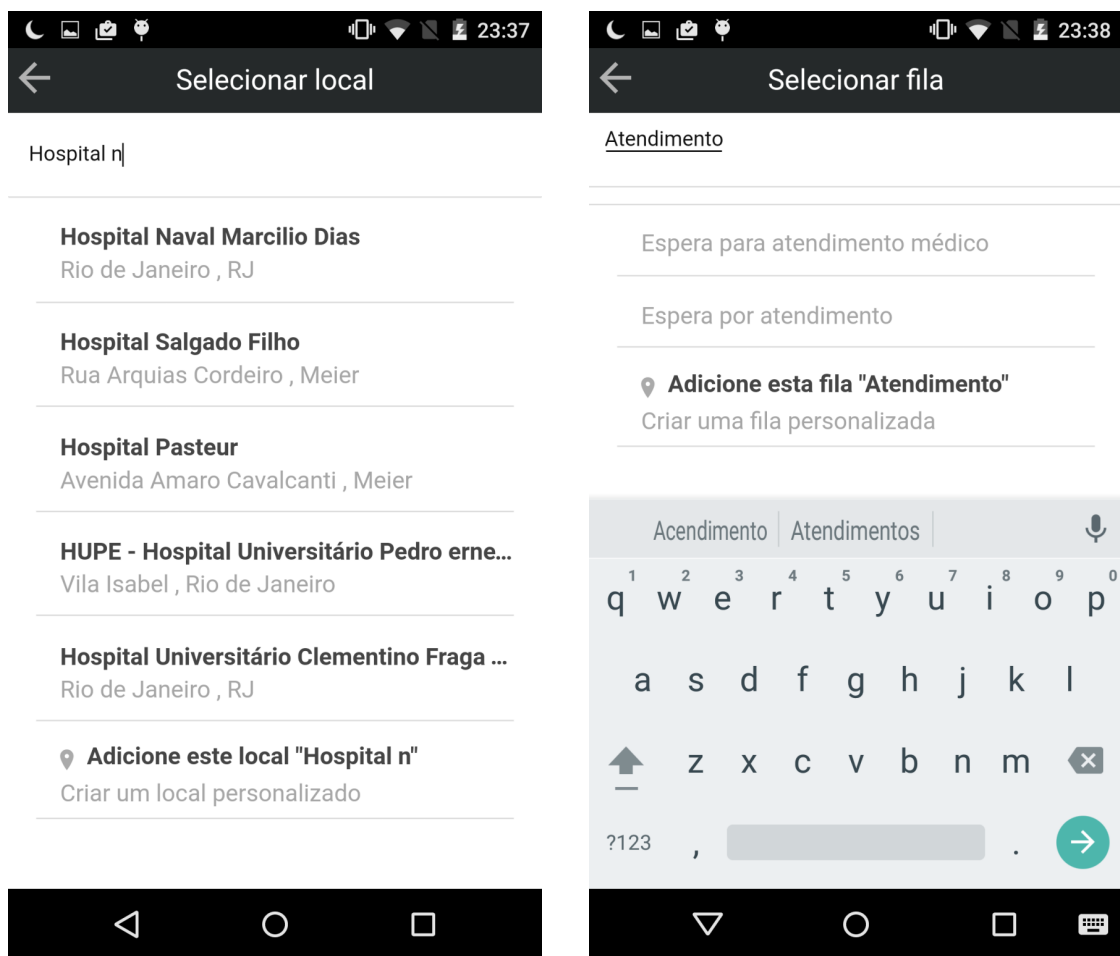 23:37
Selecionar local
Hospital n
Hospital Naval Marcilio Dias
Rio de Janeiro , RJ
Hospital Salgado Filho
Rua Arquias Cordeiro , Meier
Hospital Pasteur
Avenida Amaro Cavalcanti , Meier
HUPE - Hospital Universitário Pedro erne...
Vila Isabel , Rio de Janeiro
Hospital Universitário Clementino Fraga ...
Rio de Janeiro , RJ
Adicione este local "Hospital n"
Criar um local personalizado
23:38
Selecionar fila
Atendimento
Espera para atendimento médico
Espera por atendimento
Adicione esta fila "Atendimento"
Criar uma fila personalizada
Acendimento Atendimentos
1 2 3 4 5 6 7 8 9 0
q w e r t y u i o p
a s d f g h j k l
z x c v b n m
?123 , .